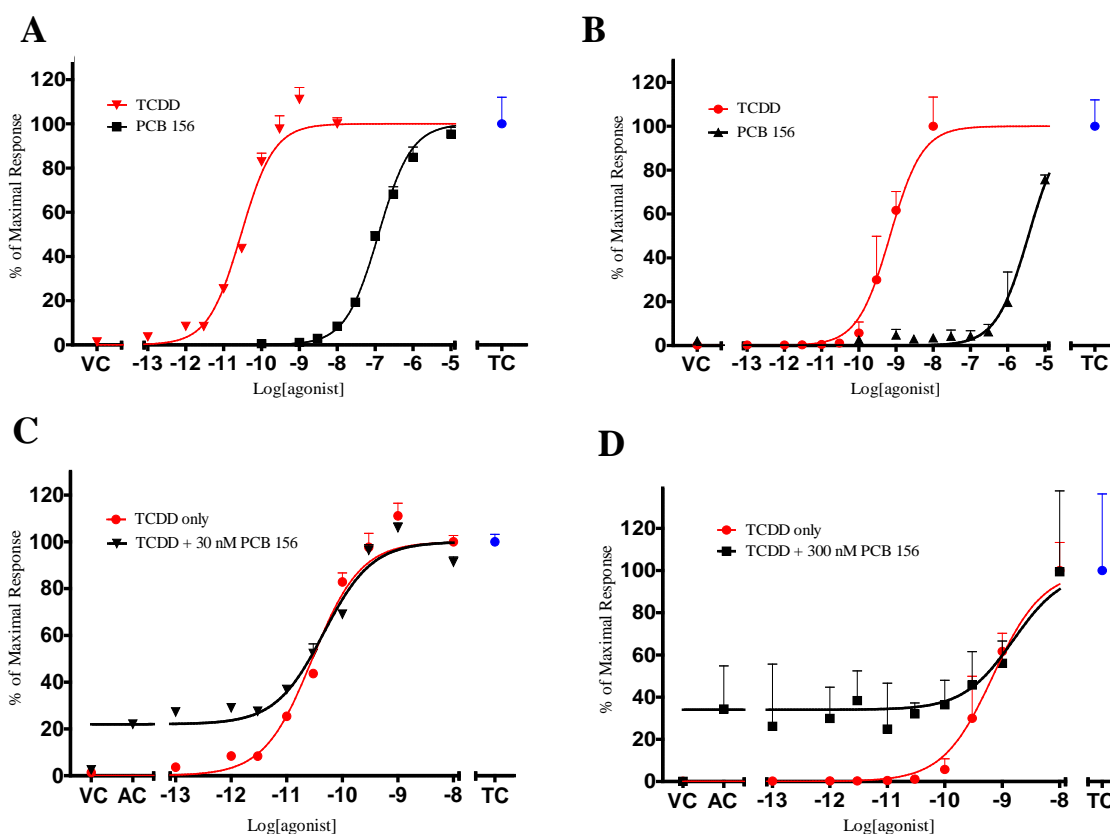 A
% of Maximal Response
120
100
80
60
40
20
0
TCDD
PCB 156
VC -13 -12 -11 -10 -9 -8 -7 -6 -5 TC
Log[agonist]
B
% of Maximal Response
120
100
80
60
40
20
0
TCDD
PCB 156
VC -13 -12 -11 -10 -9 -8 -7 -6 -5 TC
Log[agonist]
C
% of Maximal Response
120
100
80
60
40
20
0
TCDD only
TCDD + 30 nM PCB 156
VC AC -13 -12 -11 -10 -9 -8 TC
Log[agonist]
D
% of Maximal Response
120
100
80
60
40
20
0
TCDD only
TCDD + 300 nM PCB 156
VC AC -13 -12 -11 -10 -9 -8 TC
Log[agonist]